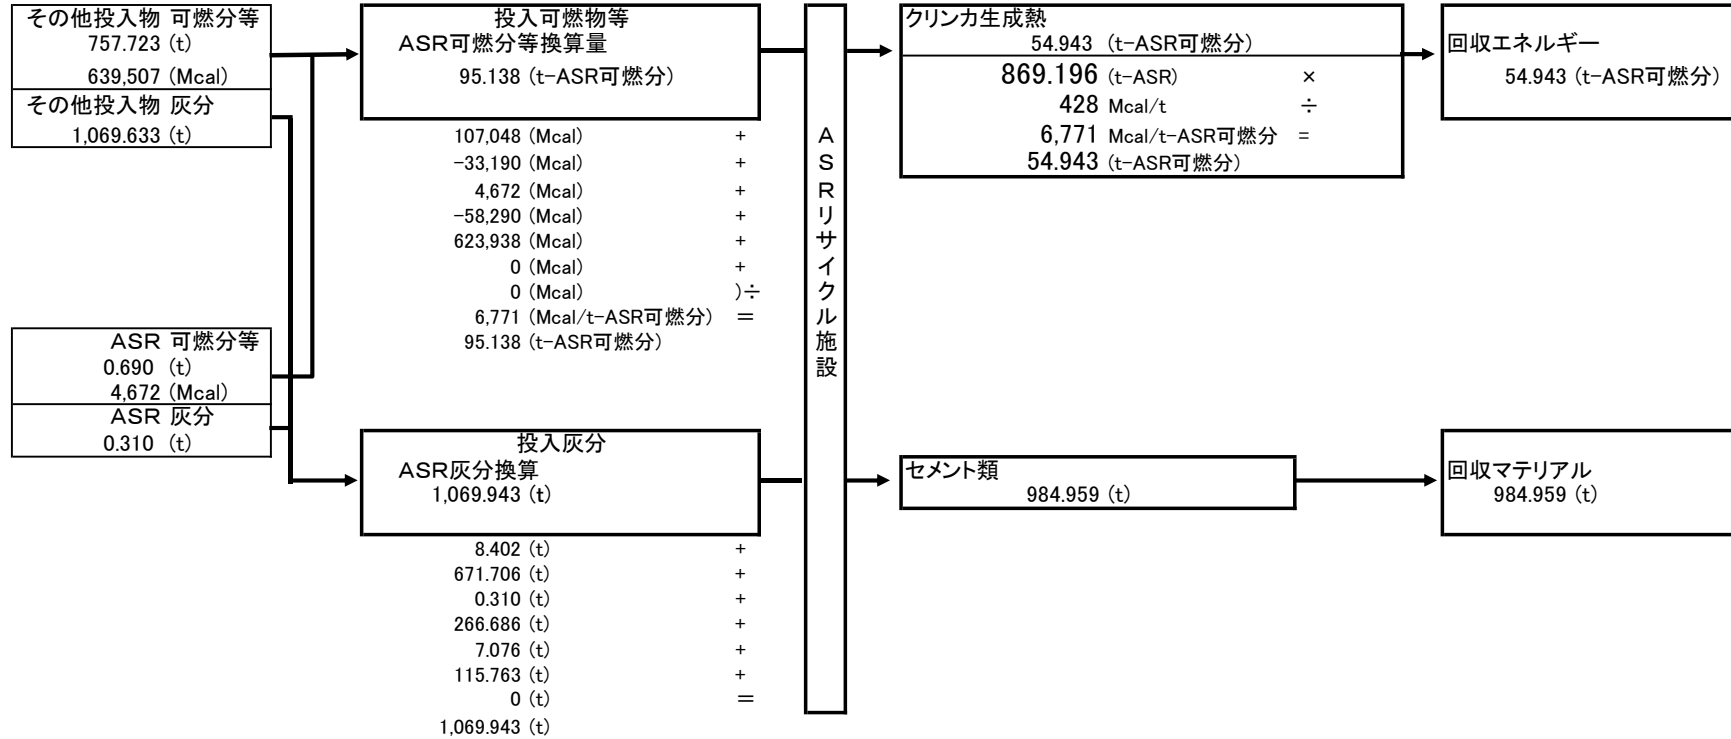 その他投入物 可燃分等
757.723 (t)
639,507 (Mcal)
その他投入物 灰分
1,069.633 (t)
ASR 可燃分等
0.690 (t)
4,672 (Mcal)
ASR 灰分
0.310 (t)
投入可燃物等
ASR可燃分等換算量
95.138 (t-ASR可燃分)
107,048 (Mcal) +
-33,190 (Mcal) +
4,672 (Mcal) +
-58,290 (Mcal) +
623,938 (Mcal) +
0 (Mcal) +
0 (Mcal) )÷
6,771 (Mcal/t-ASR可燃分) =
95.138 (t-ASR可燃分)
投入灰分
ASR灰分換算
1,069.943 (t)
8.402 (t) +
671.706 (t) +
0.310 (t) +
266.686 (t) +
7.076 (t) +
115.763 (t) +
0 (t) =
1,069.943 (t)
ASRリサイクル施設
クリンカ生成熱
54.943 (t-ASR可燃分)
869.196 (t-ASR) ×
428 Mcal/t ÷
6,771 Mcal/t-ASR可燃分 =
54.943 (t-ASR可燃分)
セメント類
984.959 (t)
回収エネルギー
54.943 (t-ASR可燃分)
回収マテリアル
984.959 (t)